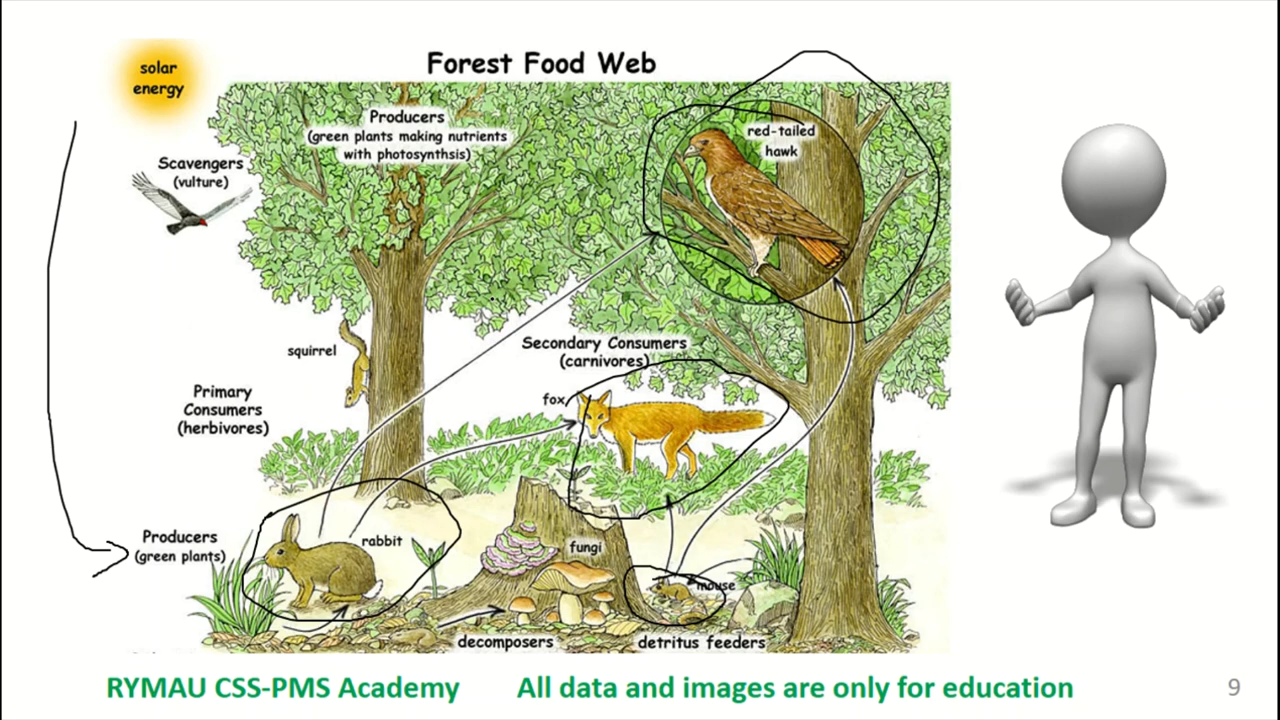 Forest Food Web
solar
energy
Producers
(green plants making nutrients
with photosynthsis)
red-tailed
hawk
Scavengers
(vulture)
squirrel
Secondary Consumers
(carnivores)
Primary
Consumers
(herbivores)
fox
Producers
(green plants)
rabbit
fungi
mouse
decomposers
detritus feeders
RYMAU CSS-PMS Academy
All data and images are only for education
9